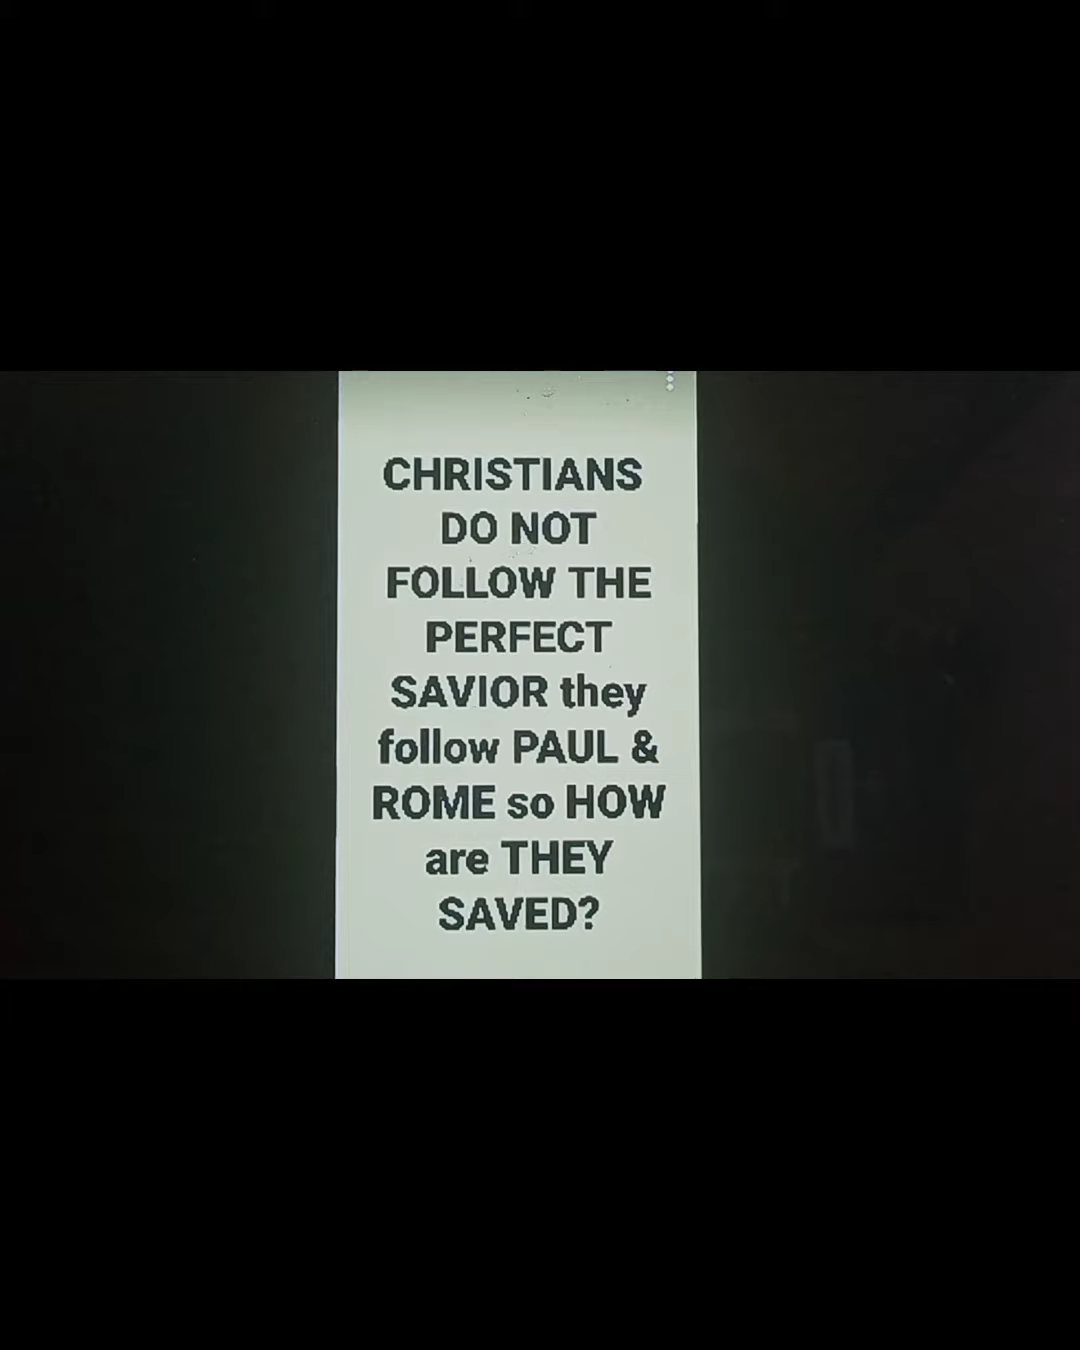 CHRISTIANS
DO NOT
FOLLOW THE
PERFECT
SAVIOR they
follow PAUL &
ROME so HOW
are THEY
SAVED?